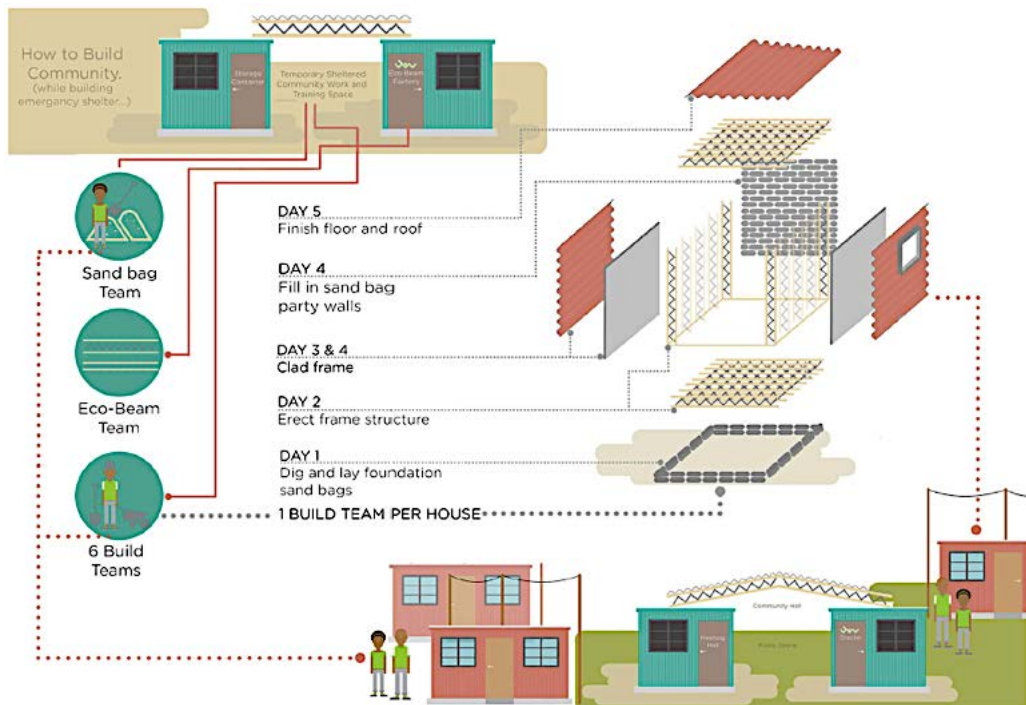 How to Build
Community.
(while building
emergancy shelter...)
Storage
Container
Temporary Sheltered
Community Work and
Training Space
Eco Beam
Factory
Sand bag
Team
Eco-Beam
Team
6 Build
Teams
DAY 5
Finish floor and roof
DAY 4
Fill in sand bag
party walls
DAY 3 & 4
Clad frame
DAY 2
Erect frame structure
DAY 1
Dig and lay foundation
sand bags
1 BUILD TEAM PER HOUSE
Community Hall
Meeting
Hall
Creche